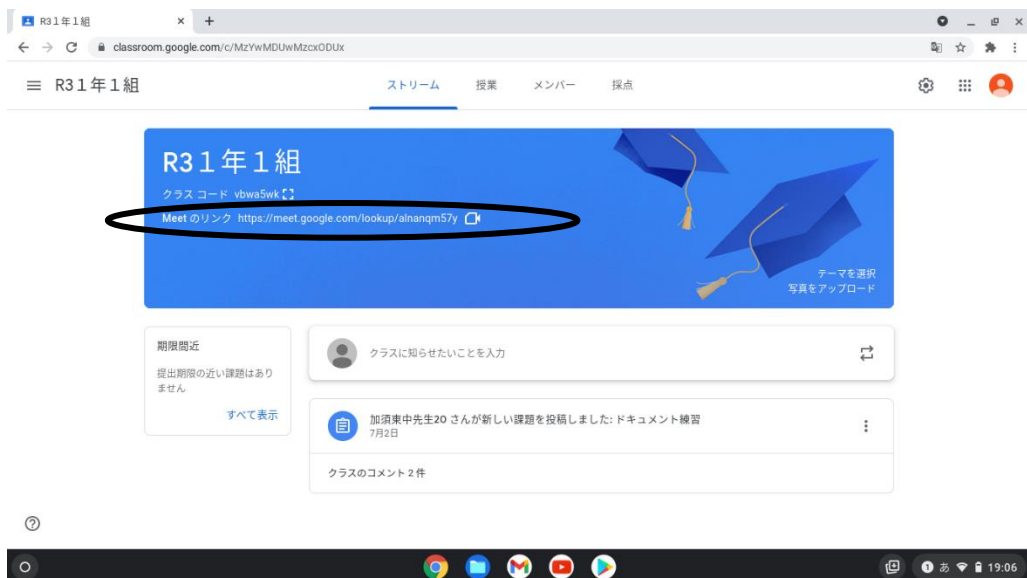 R3１年１組
classroom.google.com/c/MzYwMDUwMzcxODUx
R3１年１組
ストリーム
授業
メンバー
採点
R3１年１組
クラス コード vbwa5wk
Meet のリンク https://meet.google.com/lookup/alnanqm57y
テーマを選択
写真をアップロード
期限間近
提出期限の近い課題はあり
ません
すべて表示
クラスに知らせたいことを入力
加須東中先生20 さんが新しい課題を投稿しました: ドキュメント練習
7月2日
クラスのコメント 2 件
1 あ 19:06